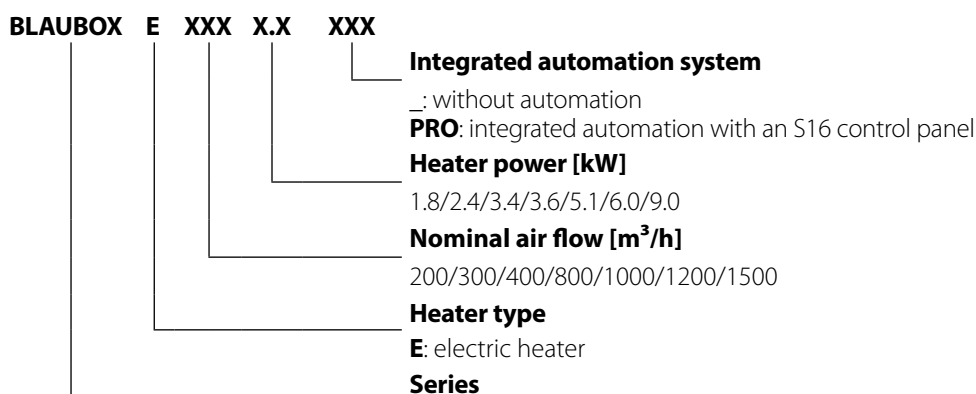 BLAUBOX E XXX X.X XXX
Integrated automation system
_: without automation
PRO: integrated automation with an S16 control panel
Heater power [kW]
1.8/2.4/3.4/3.6/5.1/6.0/9.0
Nominal air flow [m³/h]
200/300/400/800/1000/1200/1500
Heater type
E: electric heater
Series